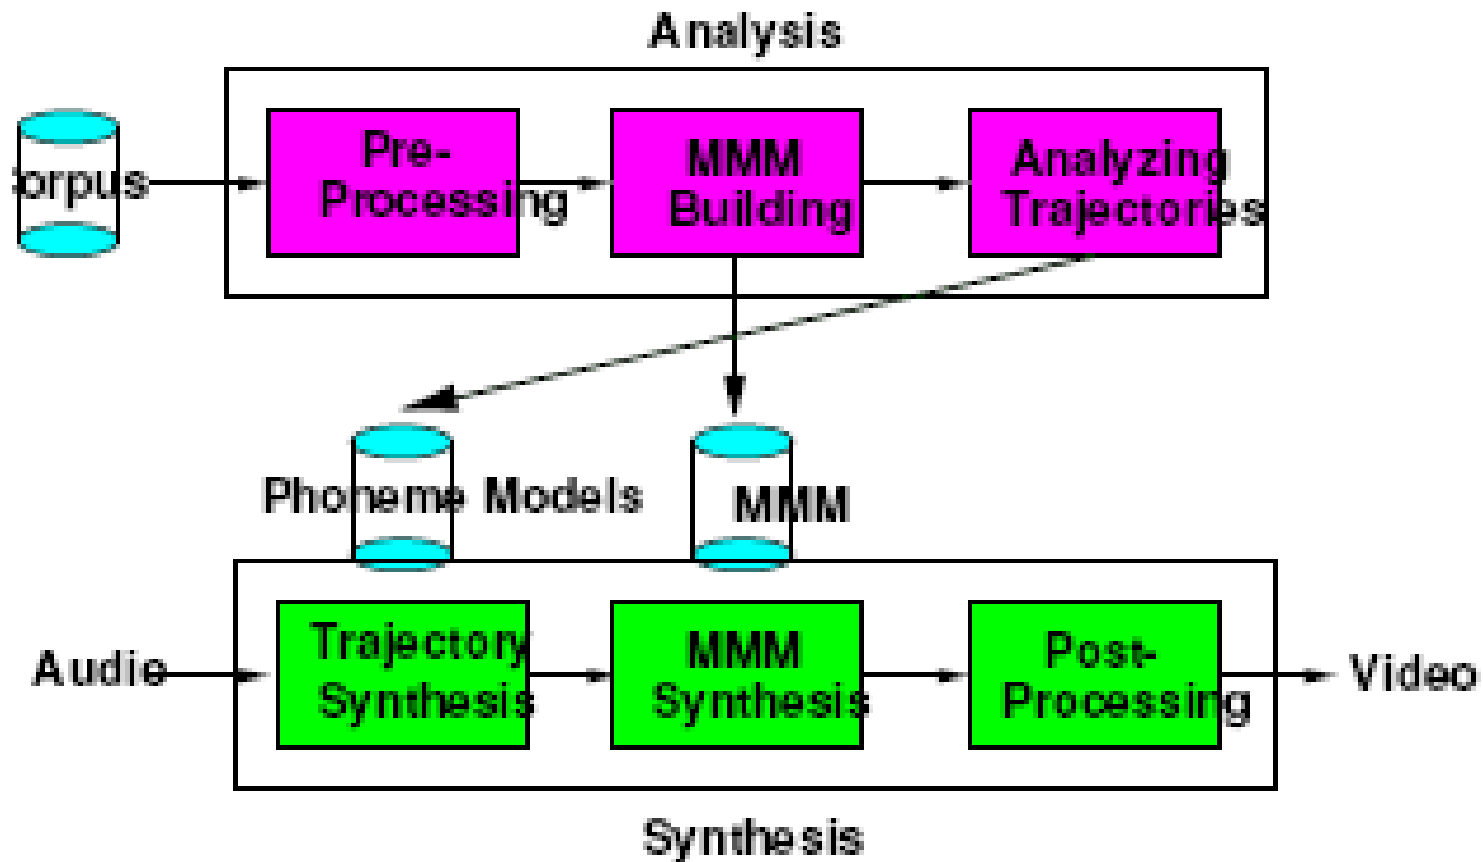 Analysis
orpus
Pre-
Processing
MMM
Building
Analyzing
Trajectories
Phoneme Models
MMM
Audio
Trajectory
Synthesis
MMM
Synthesis
Post-
Processing
Video
Synthesis